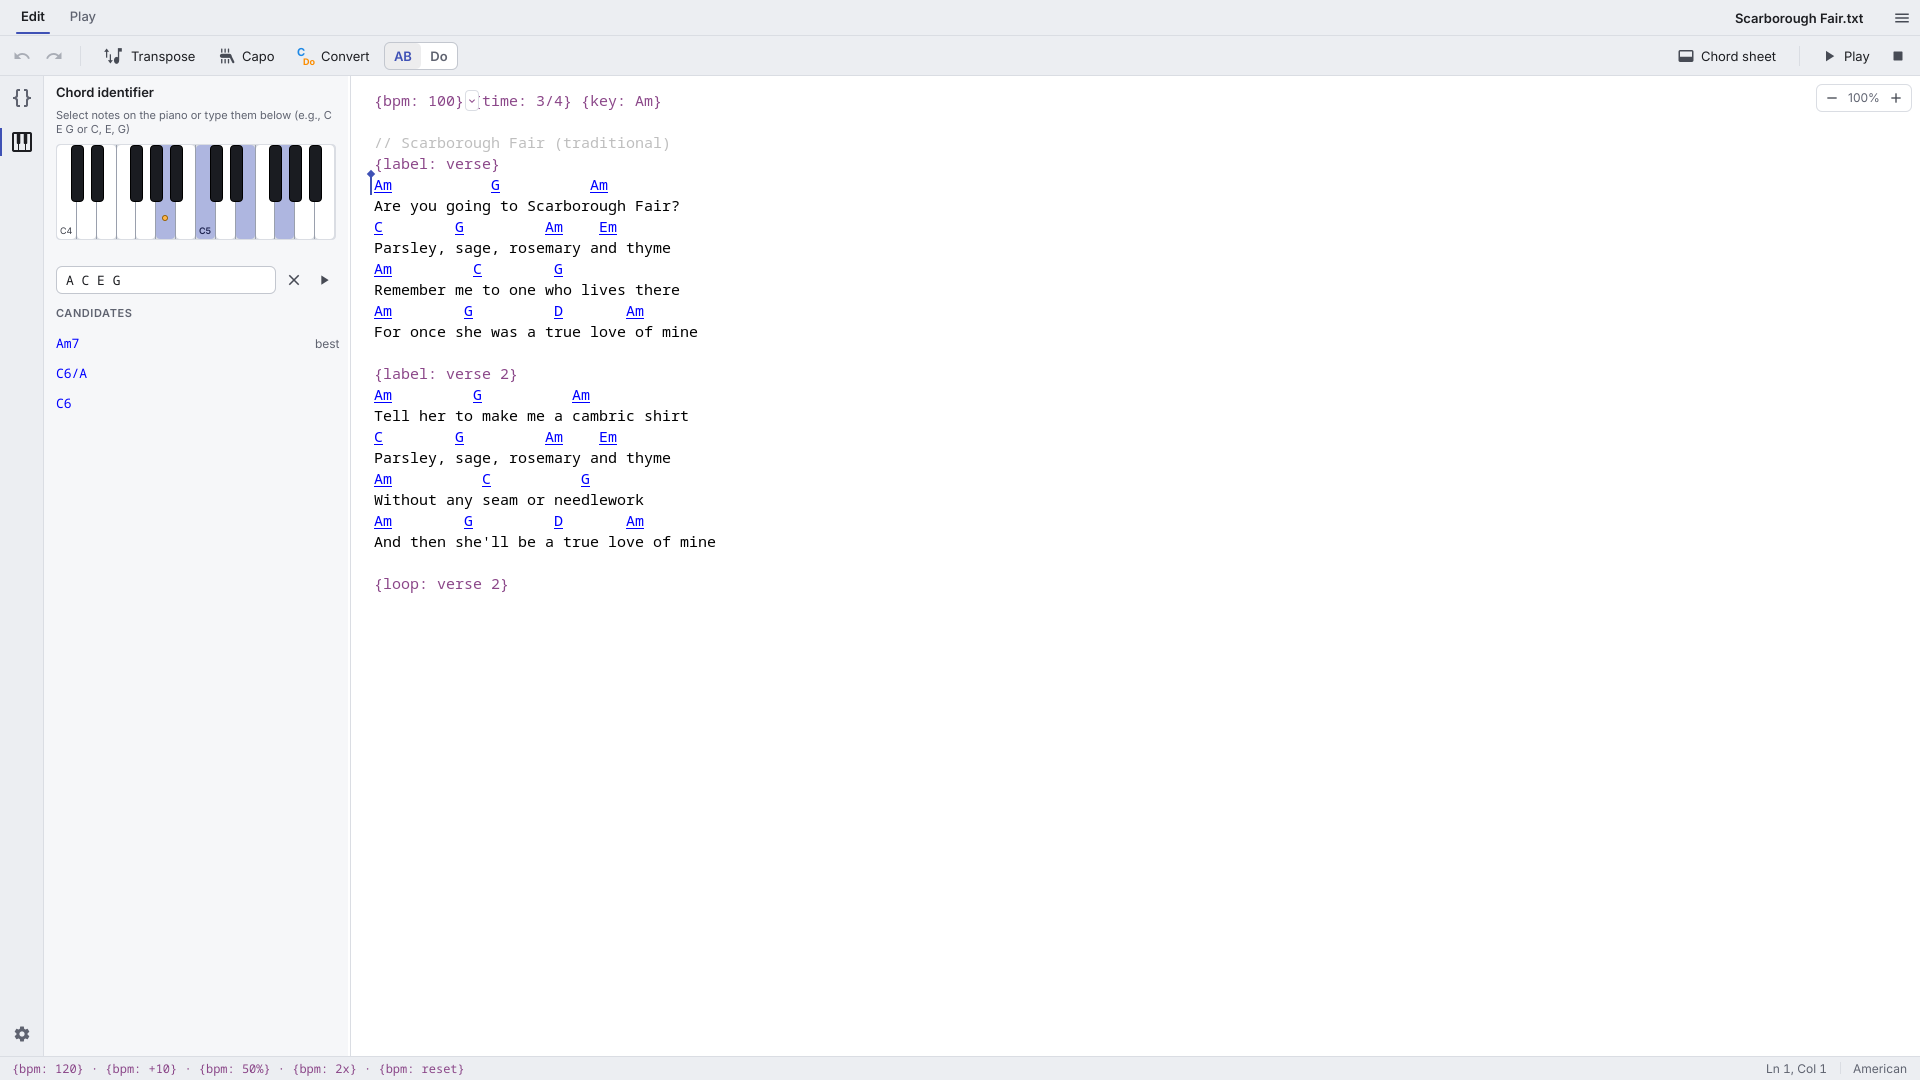 Edit Play Scarborough Fair.txt
Transpose Capo C Do Convert AB Do Chord sheet Play
Chord identifier
Select notes on the piano or type them below (e.g., C
E G or C, E, G)
C4 C5
A C E G
CANDIDATES
Am7 best
C6/A
C6
{bpm: 100} time: 3/4} {key: Am}
100%
// Scarborough Fair (traditional)
{label: verse}
Am G Am
Are you going to Scarborough Fair?
C G Am Em
Parsley, sage, rosemary and thyme
Am C G
Remember me to one who lives there
Am G D Am
For once she was a true love of mine
{label: verse 2}
Am G Am
Tell her to make me a cambric shirt
C G Am Em
Parsley, sage, rosemary and thyme
Am C G
Without any seam or needlework
Am G D Am
And then she'll be a true love of mine
{loop: verse 2}
{bpm: 120} · {bpm: +10} · {bpm: 50%} · {bpm: 2x} · {bpm: reset} Ln 1, Col 1 American